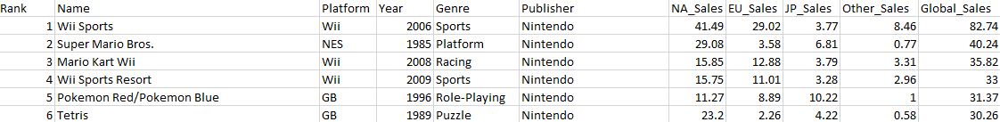 Rank Name Platform Year Genre Publisher NA_Sales EU_Sales JP_Sales Other_Sales Global_Sales
1 Wii Sports Wii 2006 Sports Nintendo 41.49 29.02 3.77 8.46 82.74
2 Super Mario Bros. NES 1985 Platform Nintendo 29.08 3.58 6.81 0.77 40.24
3 Mario Kart Wii Wii 2008 Racing Nintendo 15.85 12.88 3.79 3.31 35.82
4 Wii Sports Resort Wii 2009 Sports Nintendo 15.75 11.01 3.28 2.96 33
5 Pokemon Red/Pokemon Blue GB 1996 Role-Playing Nintendo 11.27 8.89 10.22 1 31.37
6 Tetris GB 1989 Puzzle Nintendo 23.2 2.26 4.22 0.58 30.26